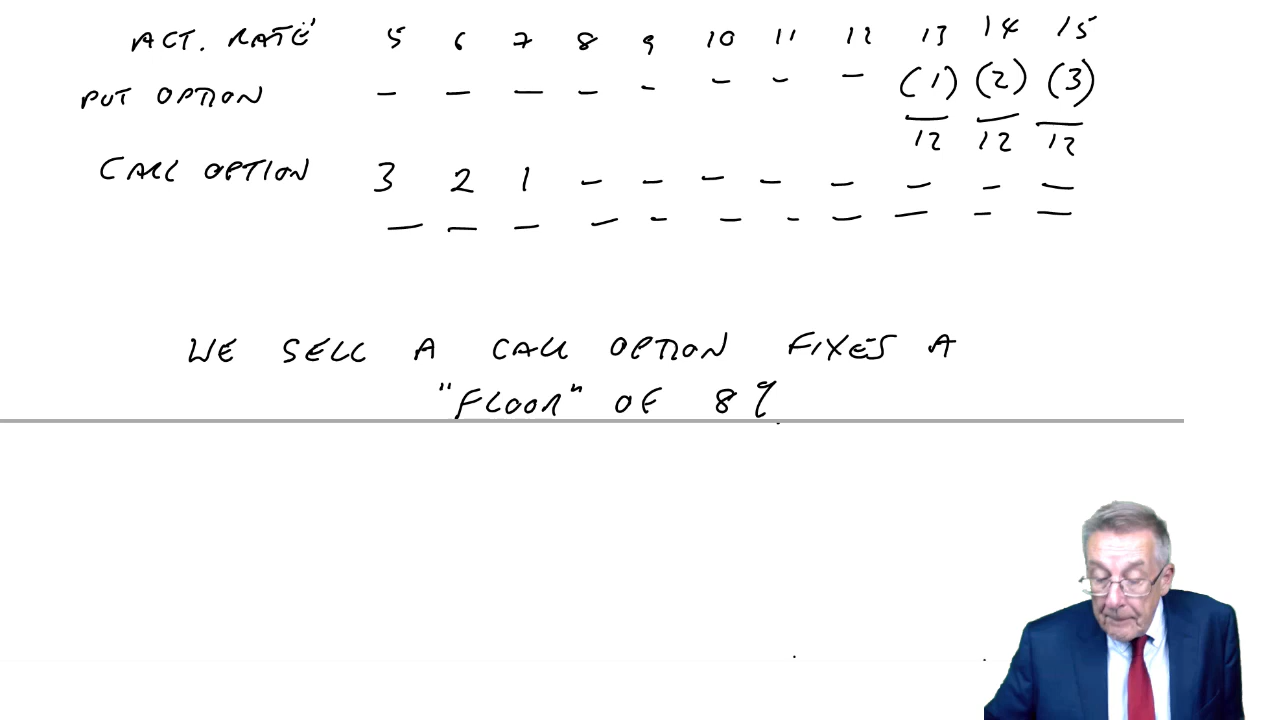 ACT. RATE 5 6 7 8 9 10 11 12 13 14 15
PUT OPTION — — — — — — — — (1) (2) (3)
12 12 12
CALL OPTION 3 2 1 — — — — — — — —
WE SELL A CALL OPTION FIXES A
"FLOOR" OF 8%